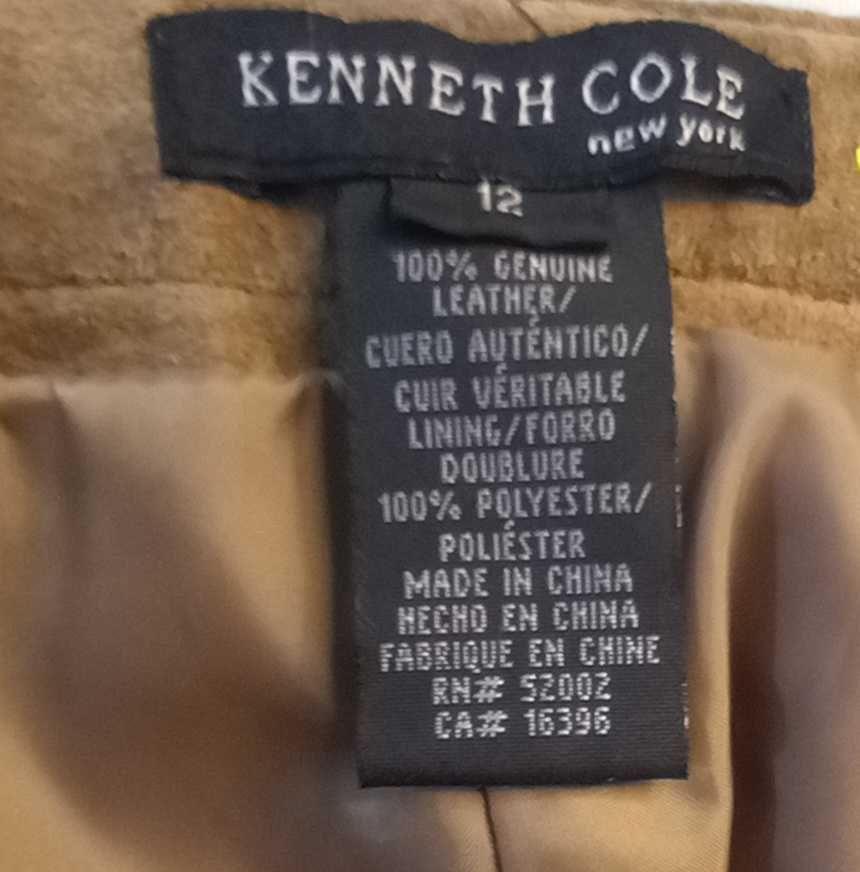 KENNETH COLE
new york
12
100% GENUINE
LEATHER/
CUERO AUTÉNTICO/
CUIR VÉRITABLE
LINING/FORRO
DOUBLURE
100% POLYESTER/
POLIÉSTER
MADE IN CHINA
HECHO EN CHINA
FABRIQUE EN CHINE
RN# 52002
CA# 16396